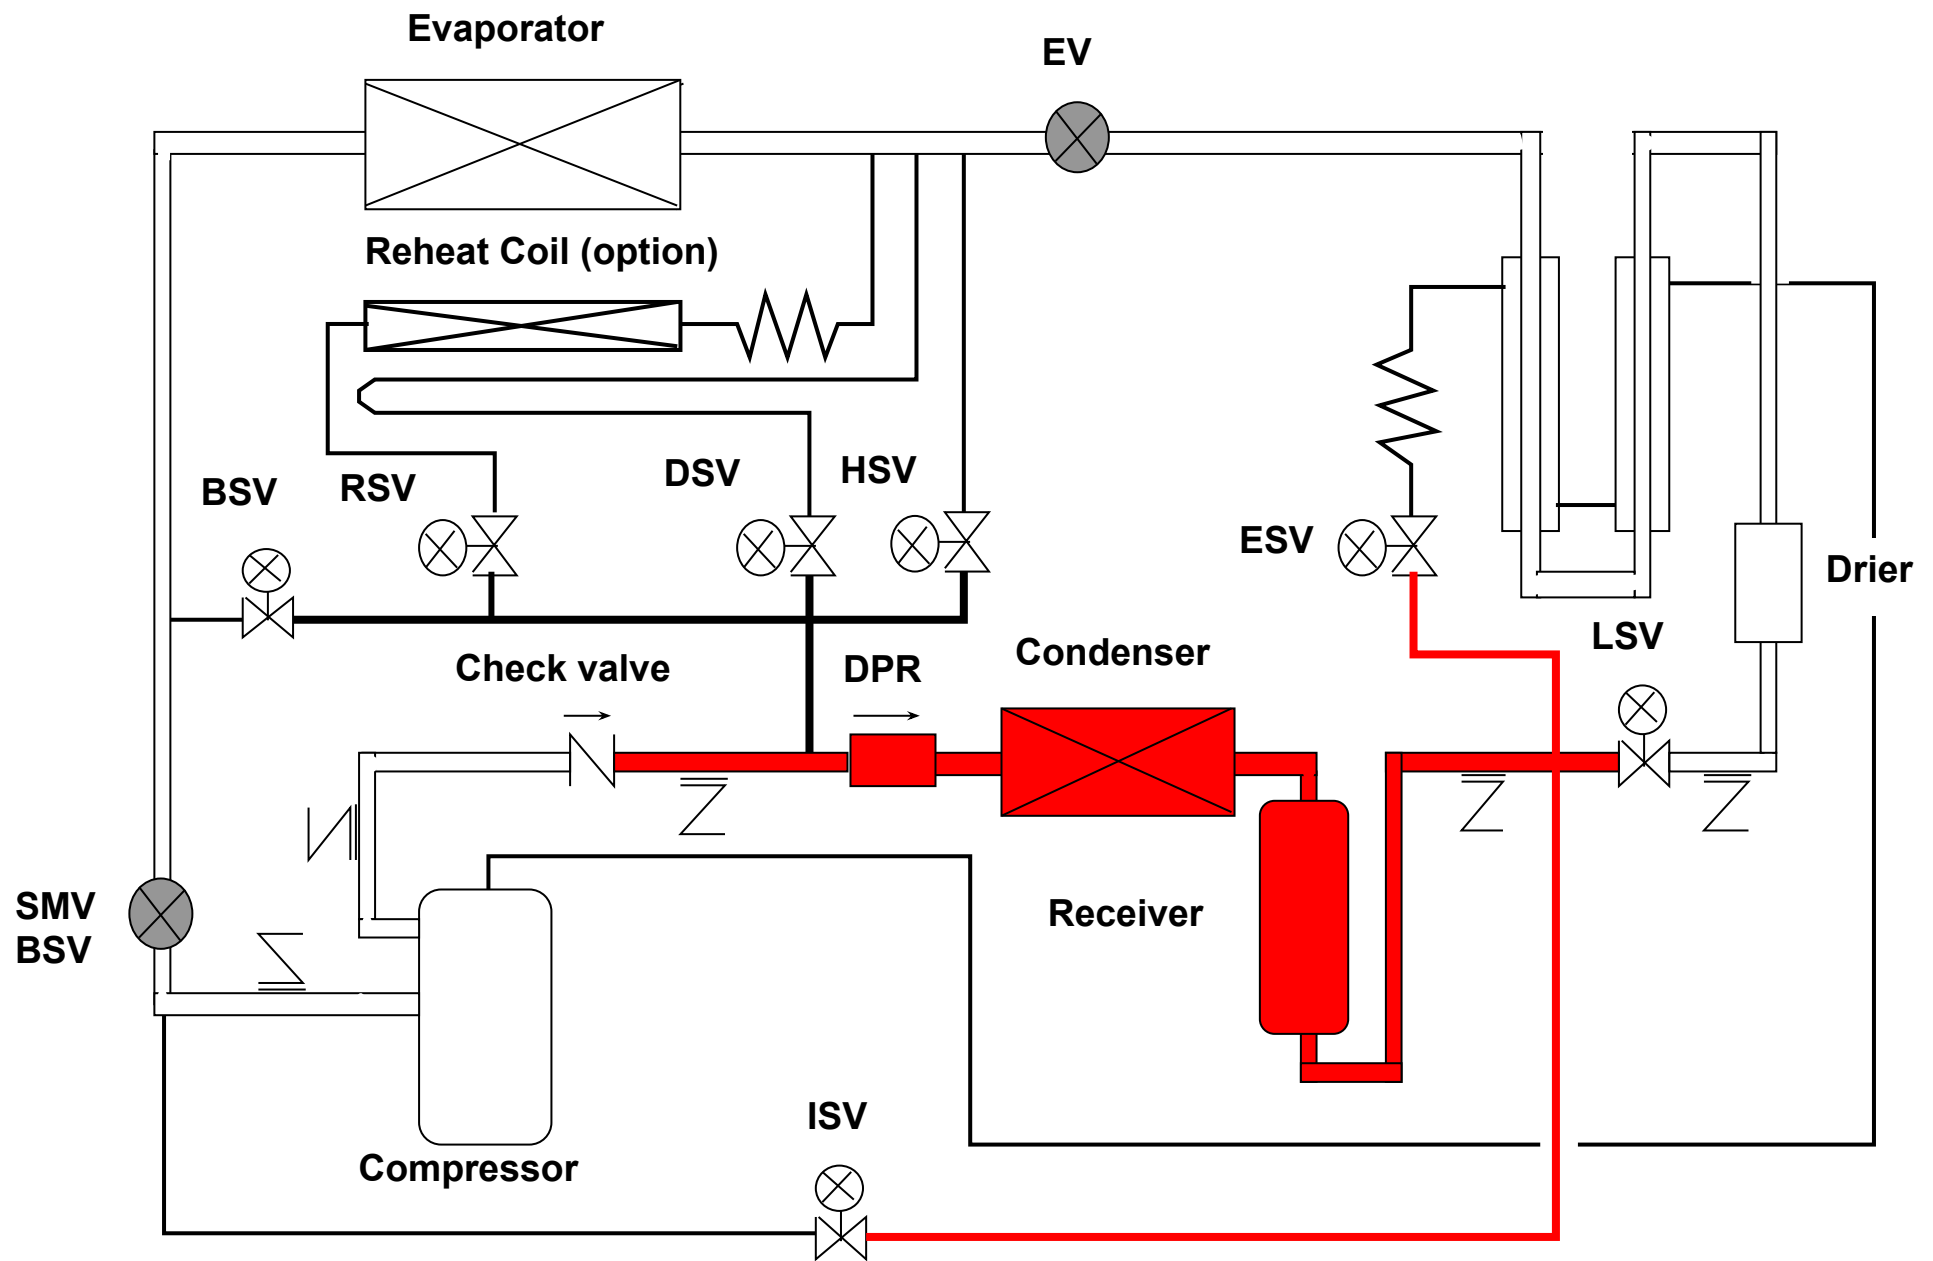 Evaporator
EV
Reheat Coil (option)
BSV
RSV
DSV
HSV
ESV
Drier
LSV
Check valve
DPR
Condenser
SMV
BSV
Receiver
ISV
Compressor